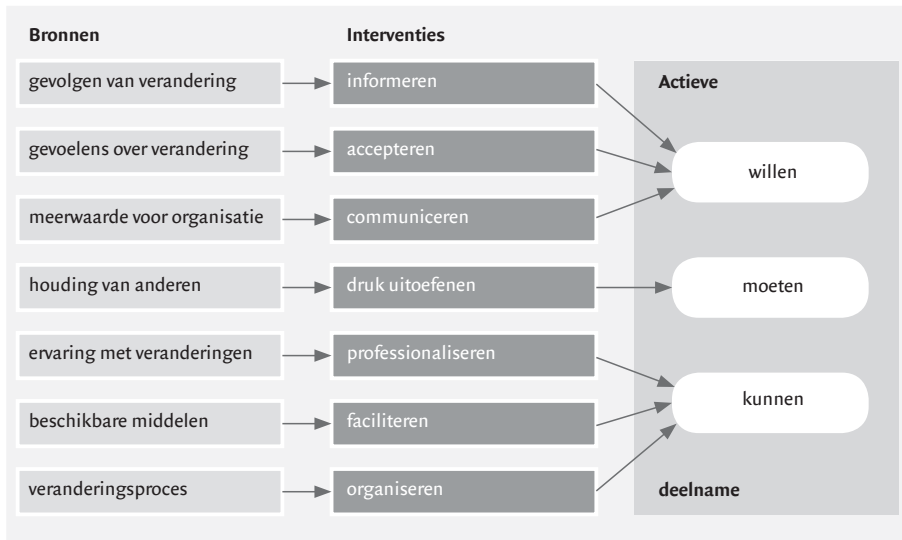 Bronnen
Interventies
gevolgen van verandering
informeren
Actieve
gevoelens over verandering
accepteren
willen
meerwaarde voor organisatie
communiceren
houding van anderen
druk uitoefenen
moeten
ervaring met veranderingen
professionaliseren
kunnen
beschikbare middelen
faciliteren
veranderingsproces
organiseren
deelname